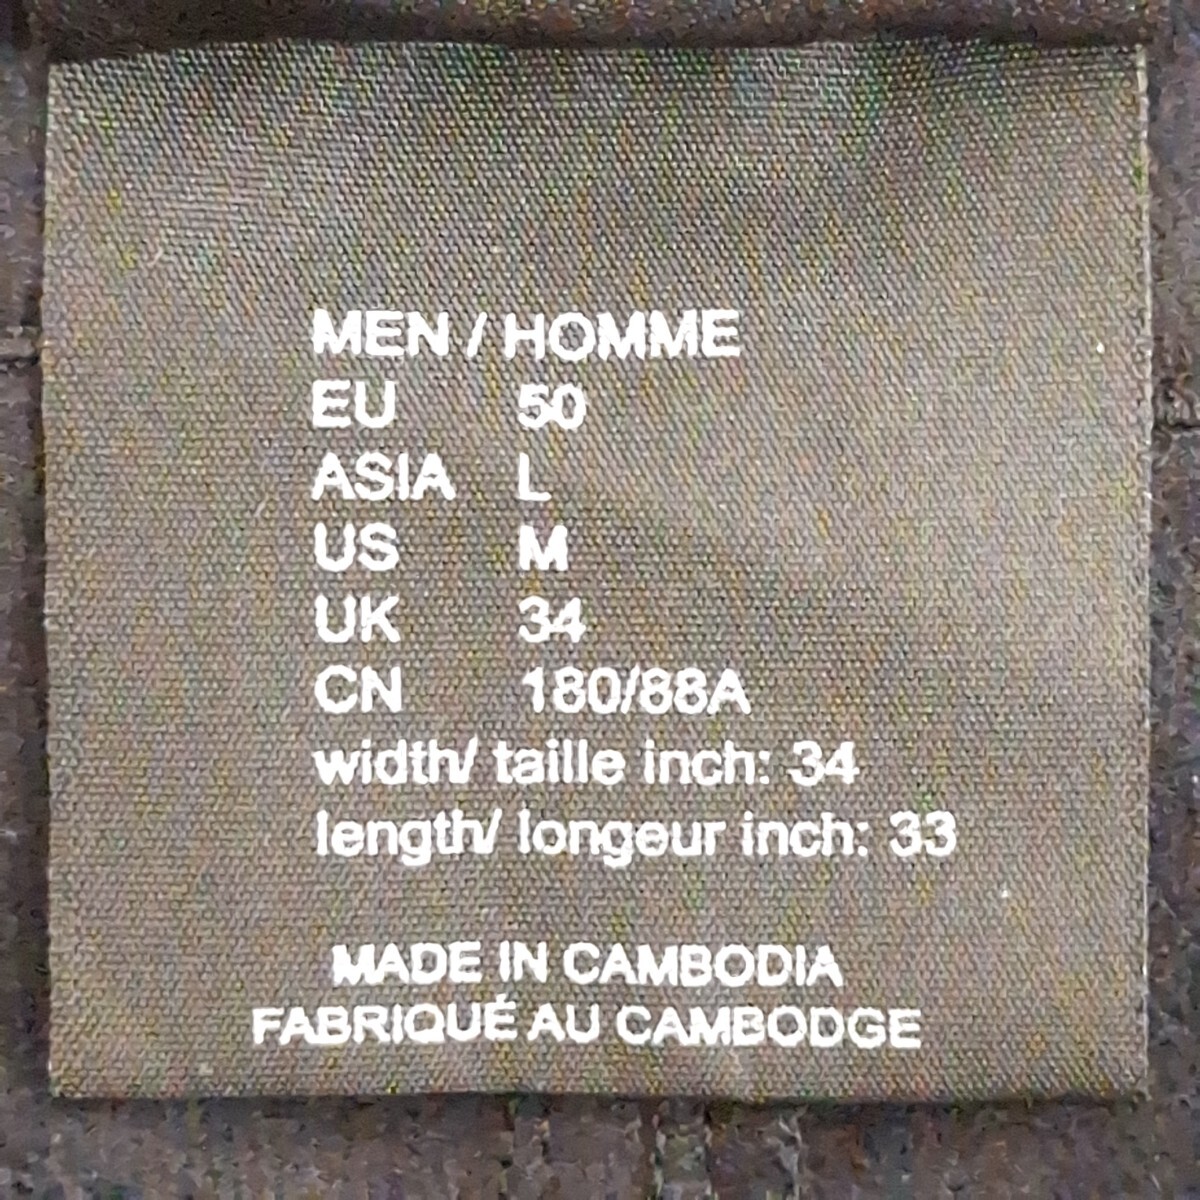 MEN / HOMME
EU 50
ASIA L
US M
UK 34
CN 180/88A
width/ taille inch: 34
length/ longeur inch: 33
MADE IN CAMBODIA
FABRIQUÉ AU CAMBODGE